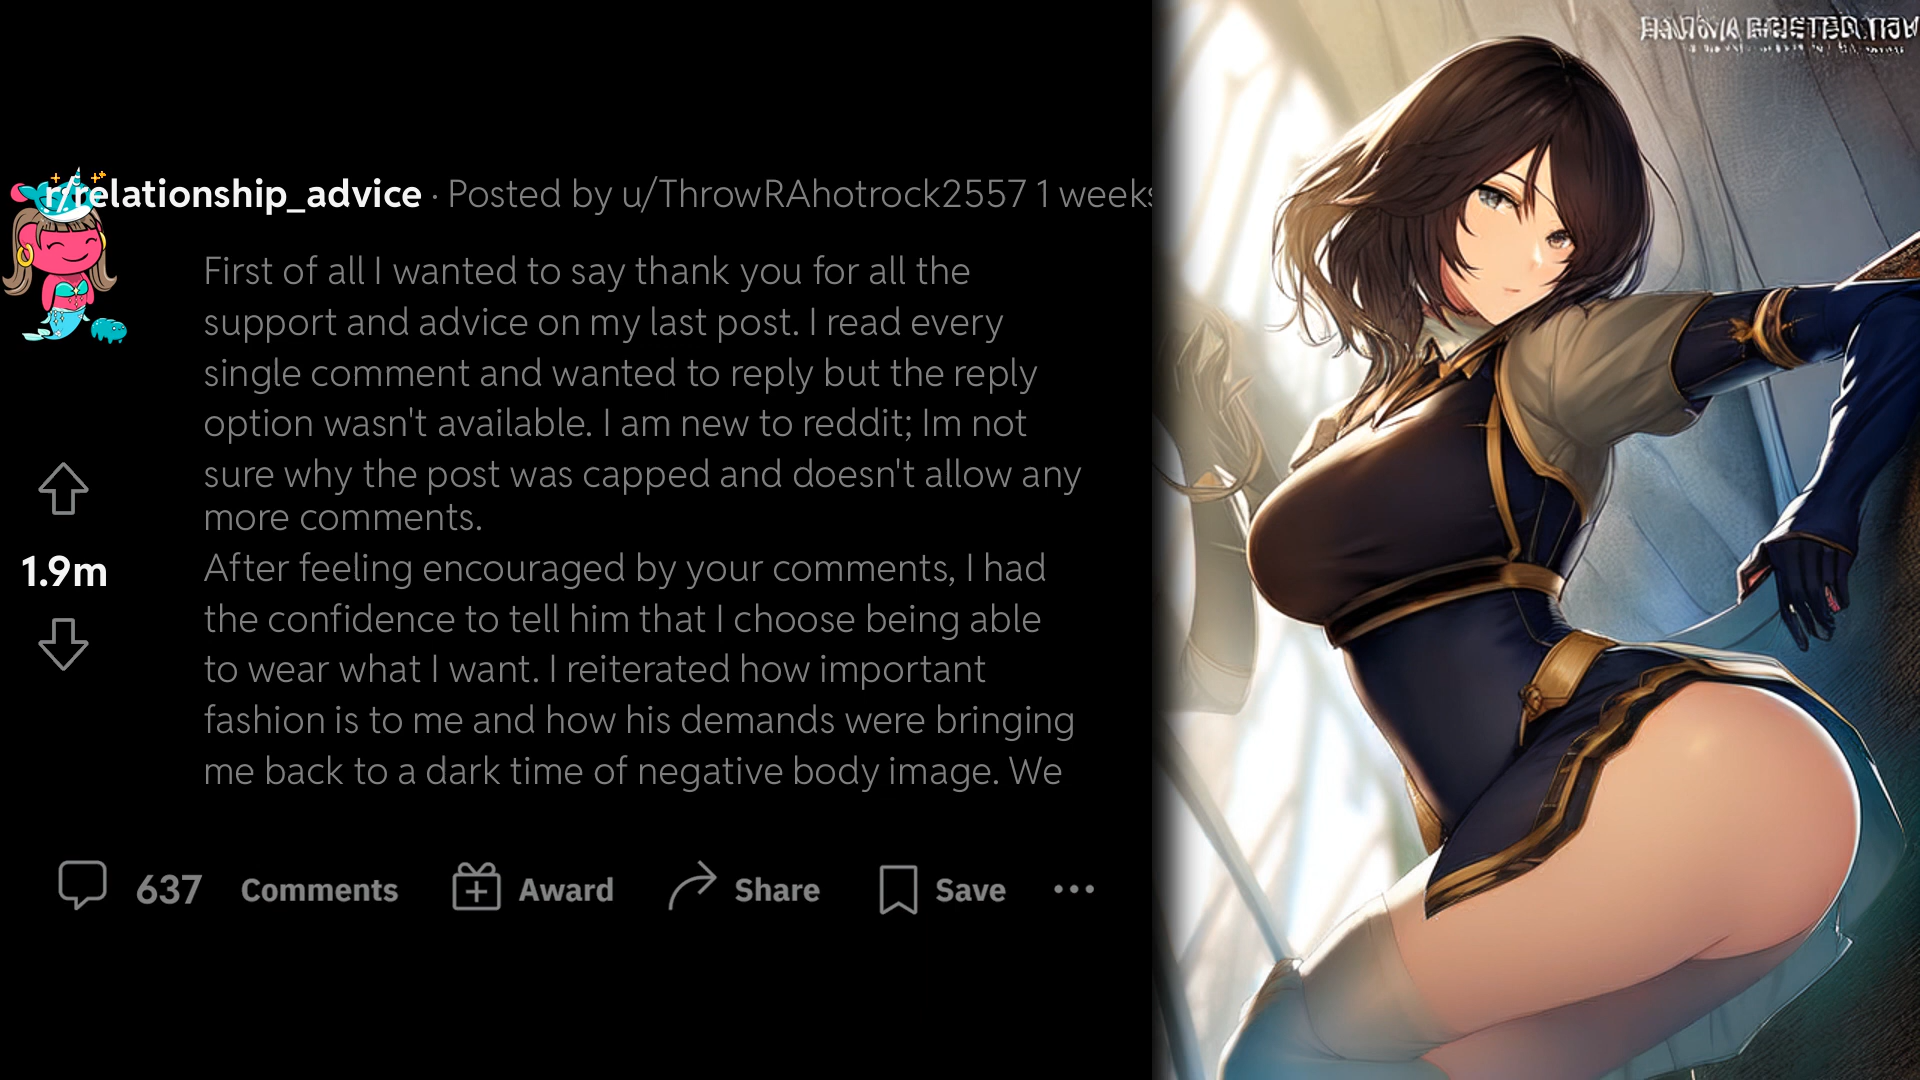 r/relationship_advice · Posted by u/ThrowRAhotrock2557 1 weeks
First of all I wanted to say thank you for all the
support and advice on my last post. I read every
single comment and wanted to reply but the reply
option wasn't available. I am new to reddit; Im not
sure why the post was capped and doesn't allow any
more comments.
After feeling encouraged by your comments, I had
the confidence to tell him that I choose being able
to wear what I want. I reiterated how important
fashion is to me and how his demands were bringing
me back to a dark time of negative body image. We
1.9m
637 Comments Award Share Save